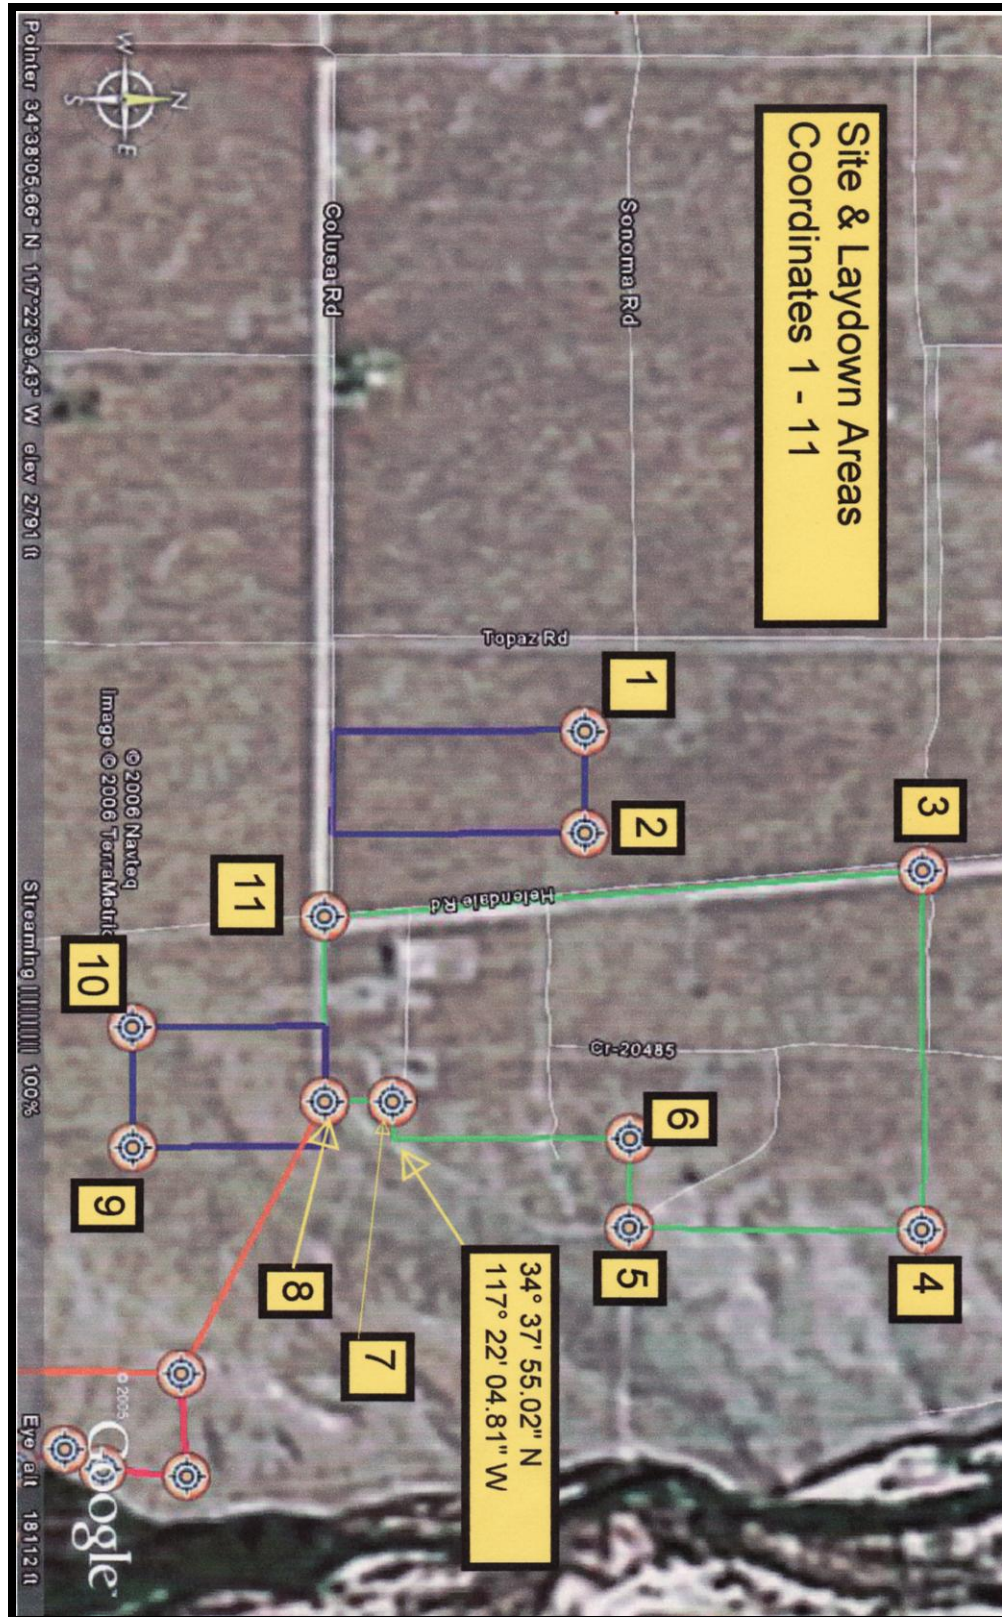 Site & Laydown Areas
Coordinates 1 - 11
Sonoma Rd
Colusa Rd
Topaz Rd
Helendale Rd
Cr-20485
N
W
E
S
1
2
3
4
5
6
7
8
9
10
11
34° 37' 55.02" N
117° 22' 04.81" W
© 2006 Navteq
Image © 2006 TerraMetric
© 2005
Google™
Pointer 34°38'05.66" N 117°22'39.43" W elev 2791 ft
Streaming |||||||||| 100%
Eye alt 18112 ft